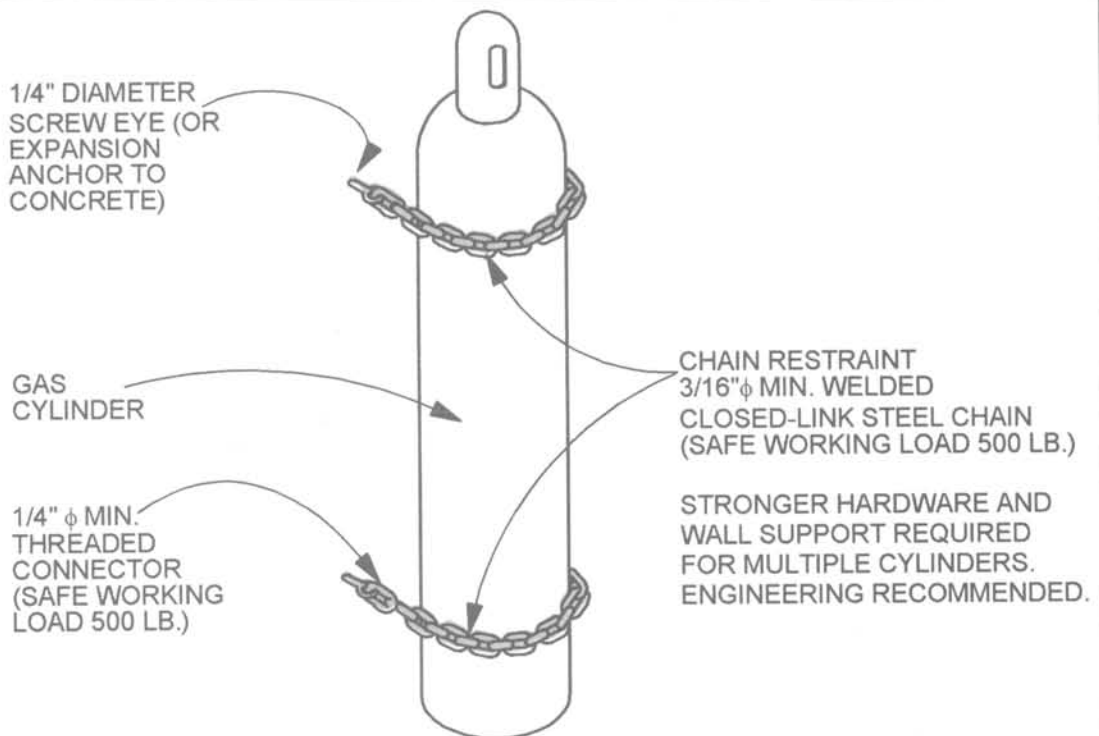 1/4" DIAMETER
SCREW EYE (OR
EXPANSION
ANCHOR TO
CONCRETE)
GAS
CYLINDER
1/4" ϕ MIN.
THREADED
CONNECTOR
(SAFE WORKING
LOAD 500 LB.)
CHAIN RESTRAINT
3/16"ϕ MIN. WELDED
CLOSED-LINK STEEL CHAIN
(SAFE WORKING LOAD 500 LB.)
STRONGER HARDWARE AND
WALL SUPPORT REQUIRED
FOR MULTIPLE CYLINDERS.
ENGINEERING RECOMMENDED.